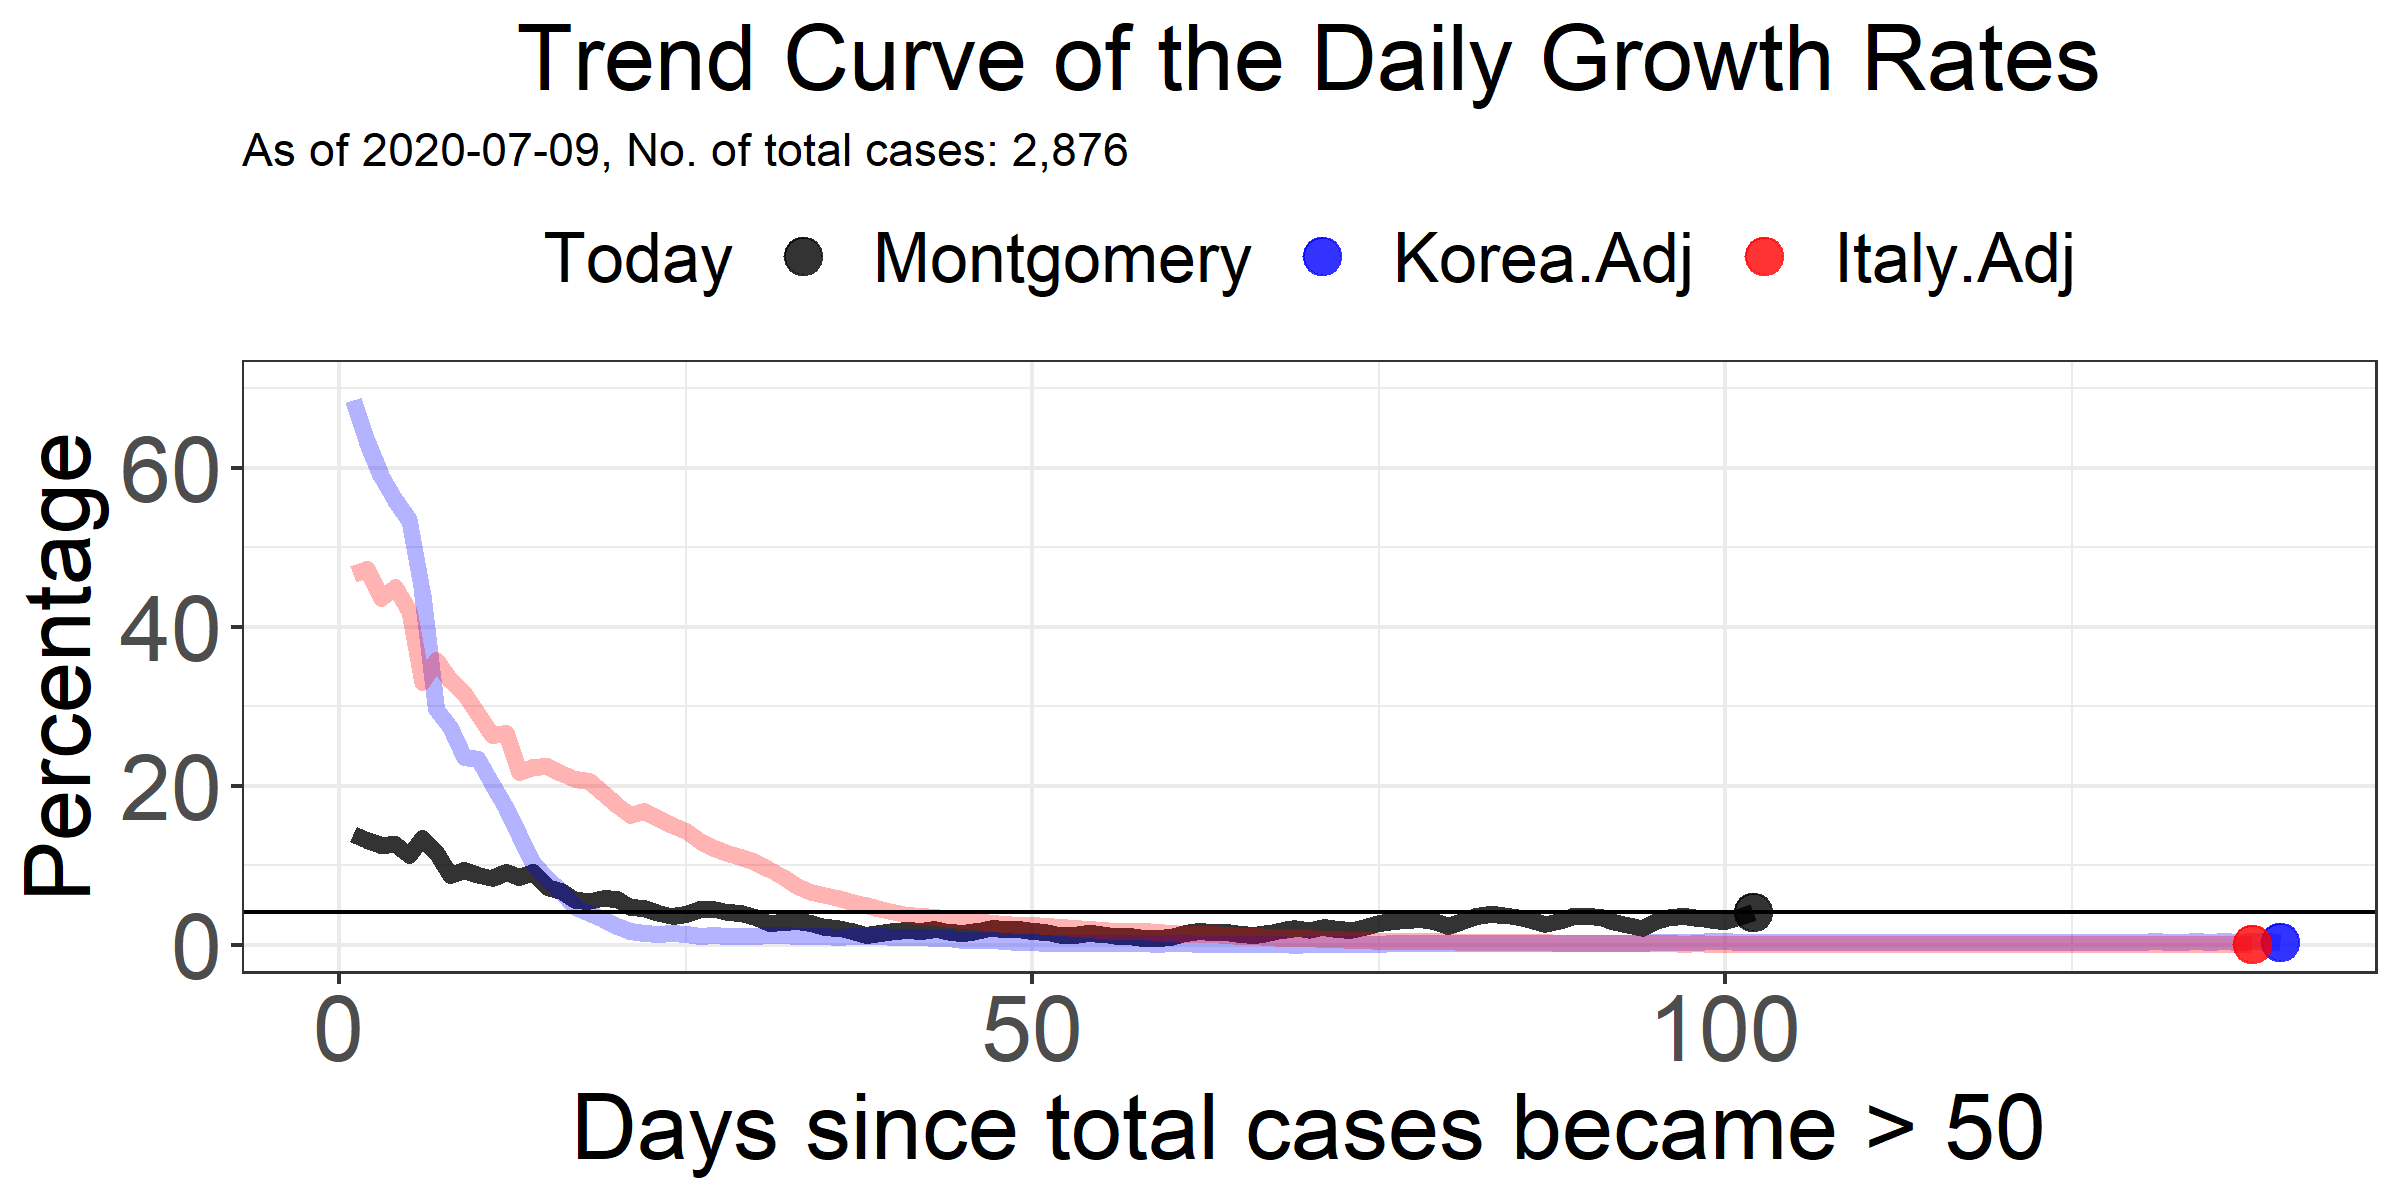 Trend Curve of the Daily Growth Rates
As of 2020-07-09, No. of total cases: 2,876
Today Montgomery Korea.Adj Italy.Adj
Percentage
60
40
20
0
0 50 100
Days since total cases became > 50